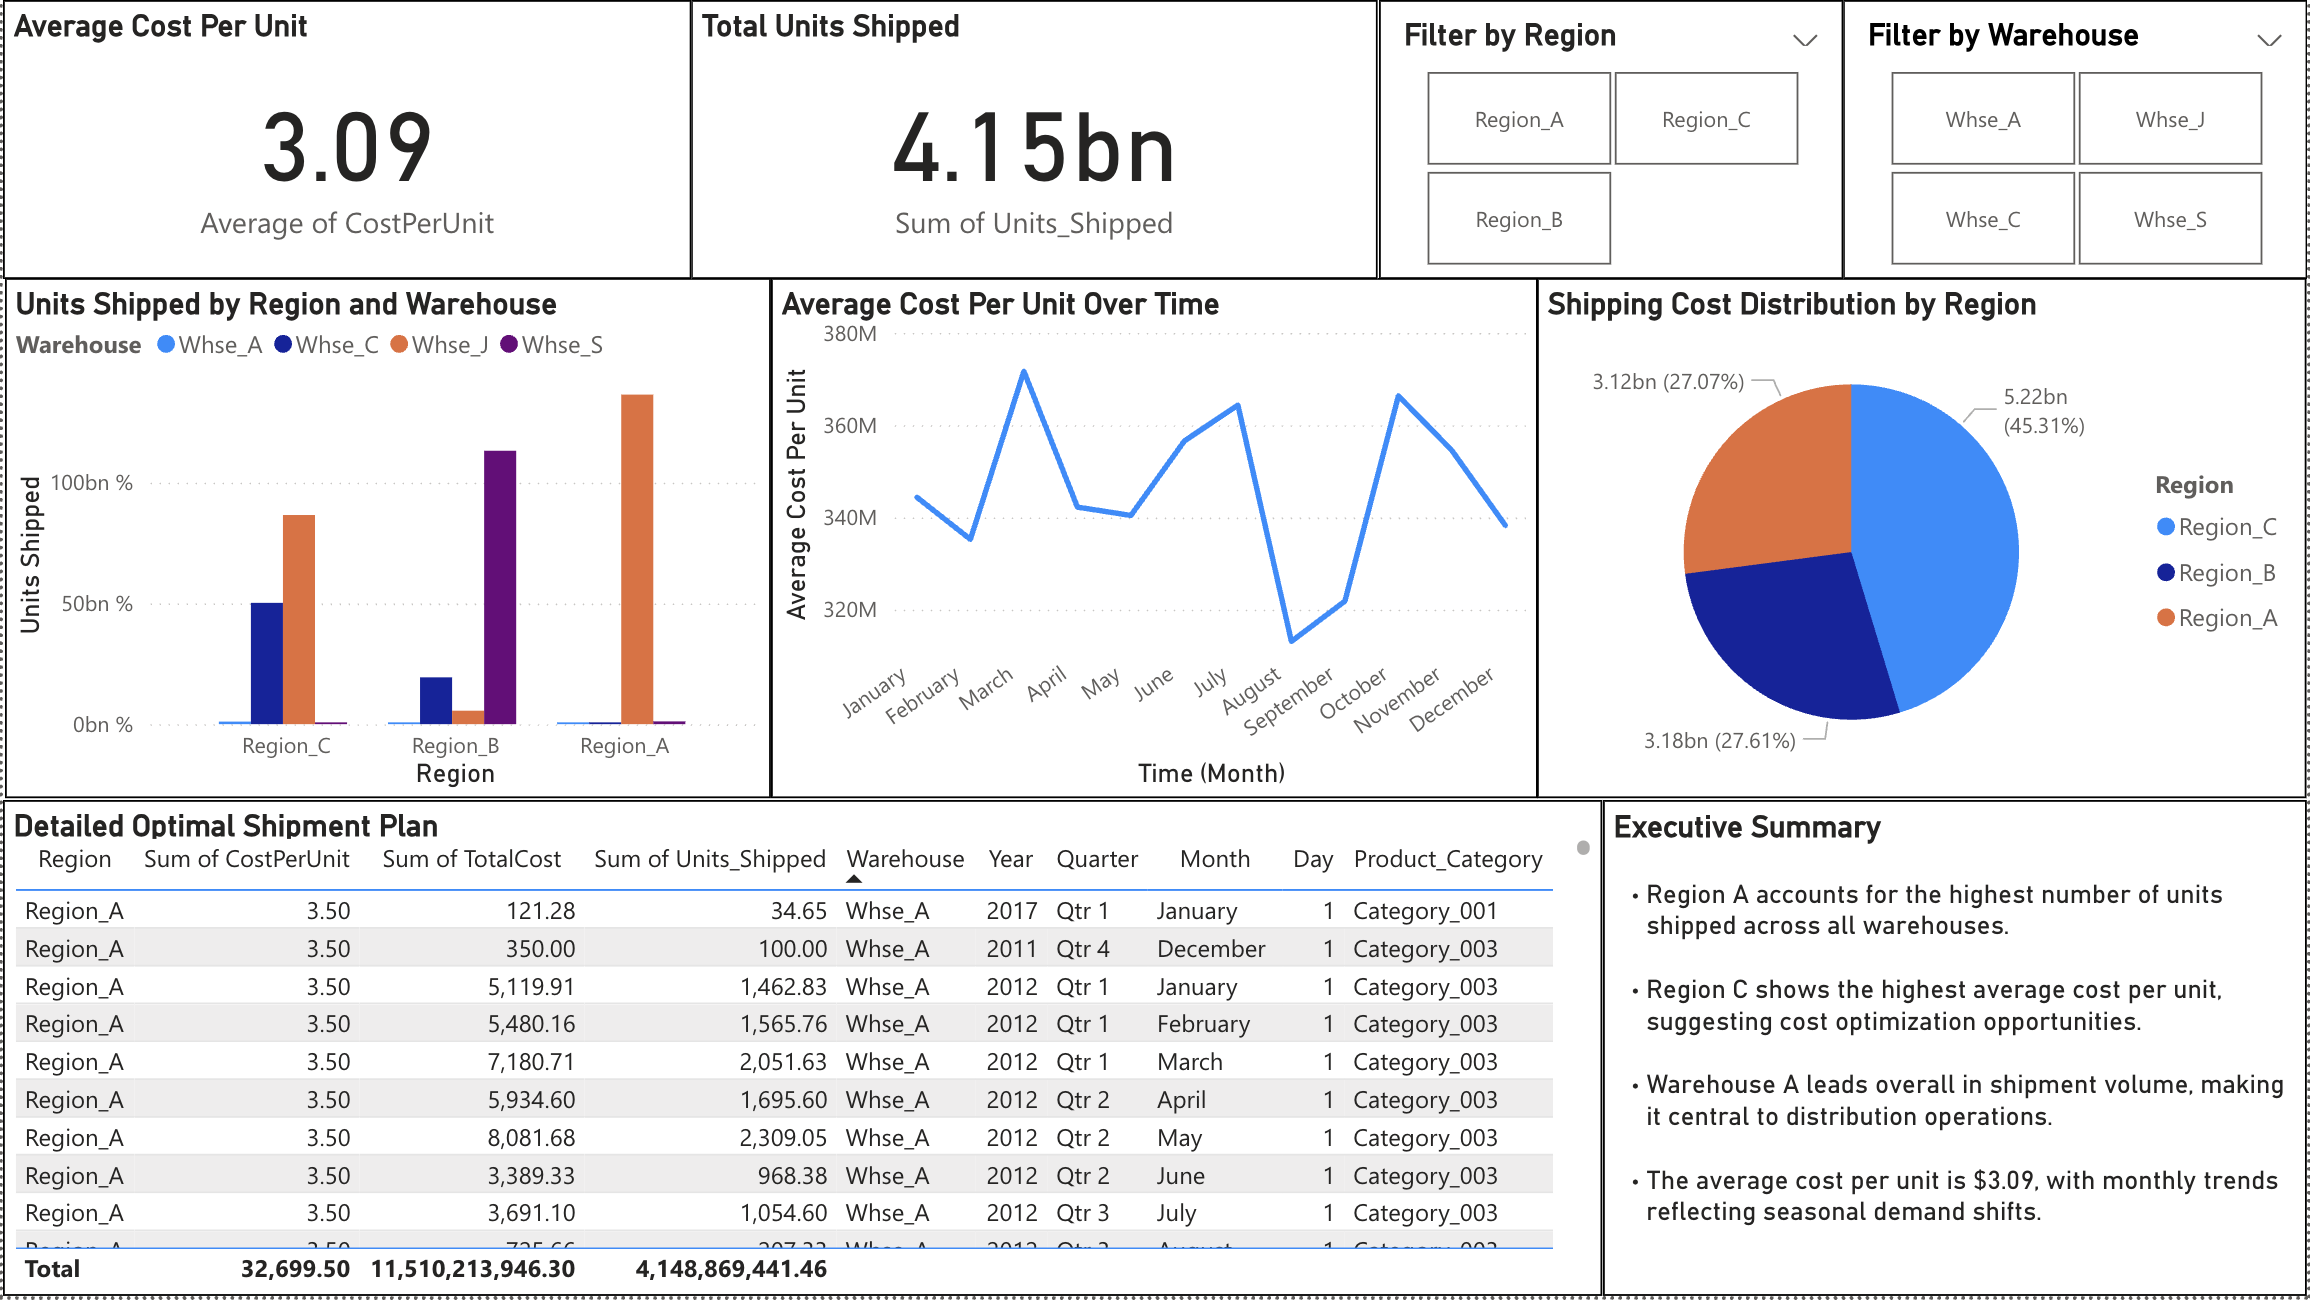 Average Cost Per Unit
3.09
Average of CostPerUnit
Total Units Shipped
4.15bn
Sum of Units_Shipped
Filter by Region
Region_A Region_C
Region_B
Filter by Warehouse
Whse_A Whse_J
Whse_C Whse_S
Units Shipped by Region and Warehouse
Warehouse Whse_A Whse_C Whse_J Whse_S
Units Shipped
100bn %
50bn %
0bn %
Region_C Region_B Region_A
Region
Average Cost Per Unit Over Time
Average Cost Per Unit
380M
360M
340M
320M
January February March April May June July August September October November December
Time (Month)
Shipping Cost Distribution by Region
3.12bn (27.07%)
5.22bn
(45.31%)
3.18bn (27.61%)
Region
Region_C
Region_B
Region_A
Detailed Optimal Shipment Plan
Region Sum of CostPerUnit Sum of TotalCost Sum of Units_Shipped Warehouse Year Quarter Month Day Product_Category
Region_A 3.50 121.28 34.65 Whse_A 2017 Qtr 1 January 1 Category_001
Region_A 3.50 350.00 100.00 Whse_A 2011 Qtr 4 December 1 Category_003
Region_A 3.50 5,119.91 1,462.83 Whse_A 2012 Qtr 1 January 1 Category_003
Region_A 3.50 5,480.16 1,565.76 Whse_A 2012 Qtr 1 February 1 Category_003
Region_A 3.50 7,180.71 2,051.63 Whse_A 2012 Qtr 1 March 1 Category_003
Region_A 3.50 5,934.60 1,695.60 Whse_A 2012 Qtr 2 April 1 Category_003
Region_A 3.50 8,081.68 2,309.05 Whse_A 2012 Qtr 2 May 1 Category_003
Region_A 3.50 3,389.33 968.38 Whse_A 2012 Qtr 2 June 1 Category_003
Region_A 3.50 3,691.10 1,054.60 Whse_A 2012 Qtr 3 July 1 Category_003
Total 32,699.50 11,510,213,946.30 4,148,869,441.46
Executive Summary
• Region A accounts for the highest number of units
shipped across all warehouses.
• Region C shows the highest average cost per unit,
suggesting cost optimization opportunities.
• Warehouse A leads overall in shipment volume, making
it central to distribution operations.
• The average cost per unit is $3.09, with monthly trends
reflecting seasonal demand shifts.